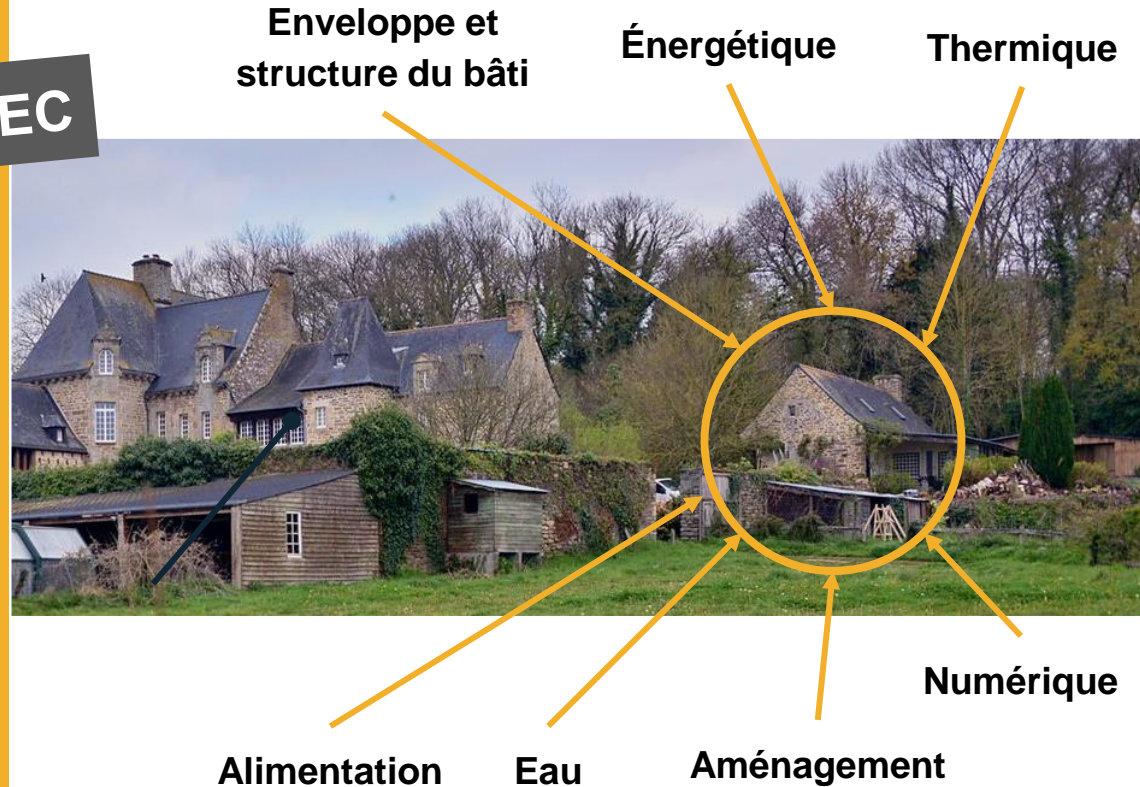 Enveloppe et
structure du bâti
Énergétique
Thermique
EC
Numérique
Alimentation
Eau
Aménagement